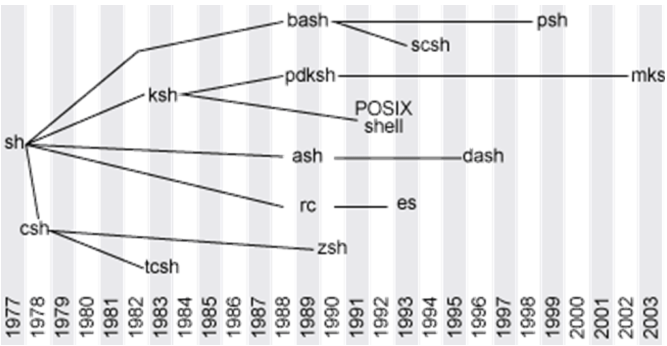 bash
psh
scsh
pdksh
mks
ksh
POSIX
shell
sh
ash
dash
rc
es
csh
zsh
tcsh
1977
1978
1979
1980
1981
1982
1983
1984
1985
1986
1987
1988
1989
1990
1991
1992
1993
1994
1995
1996
1997
1998
1999
2000
2001
2002
2003